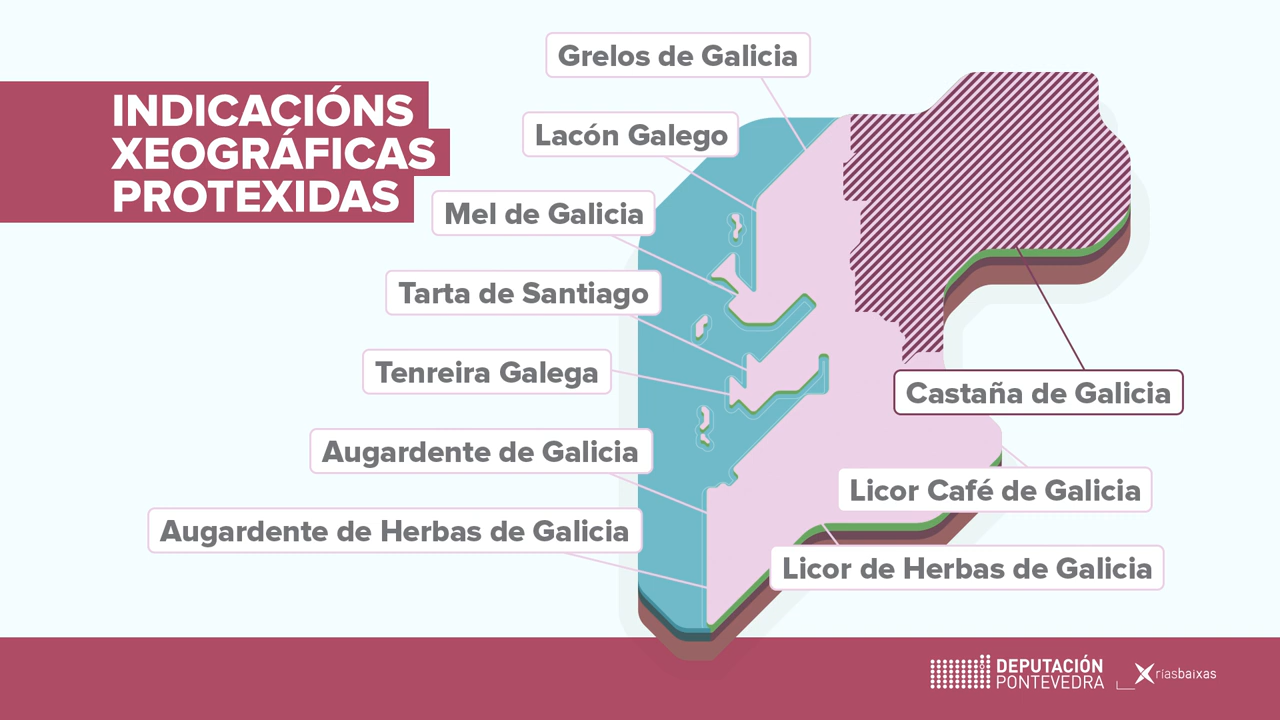 INDICACIÓNS
XEOGRÁFICAS
PROTEXIDAS
Grelos de Galicia
Lacón Galego
Mel de Galicia
Tarta de Santiago
Tenreira Galega
Augardente de Galicia
Augardente de Herbas de Galicia
Castaña de Galicia
Licor Café de Galicia
Licor de Herbas de Galicia
DEPUTACIÓN
PONTEVEDRA
riasbaixas